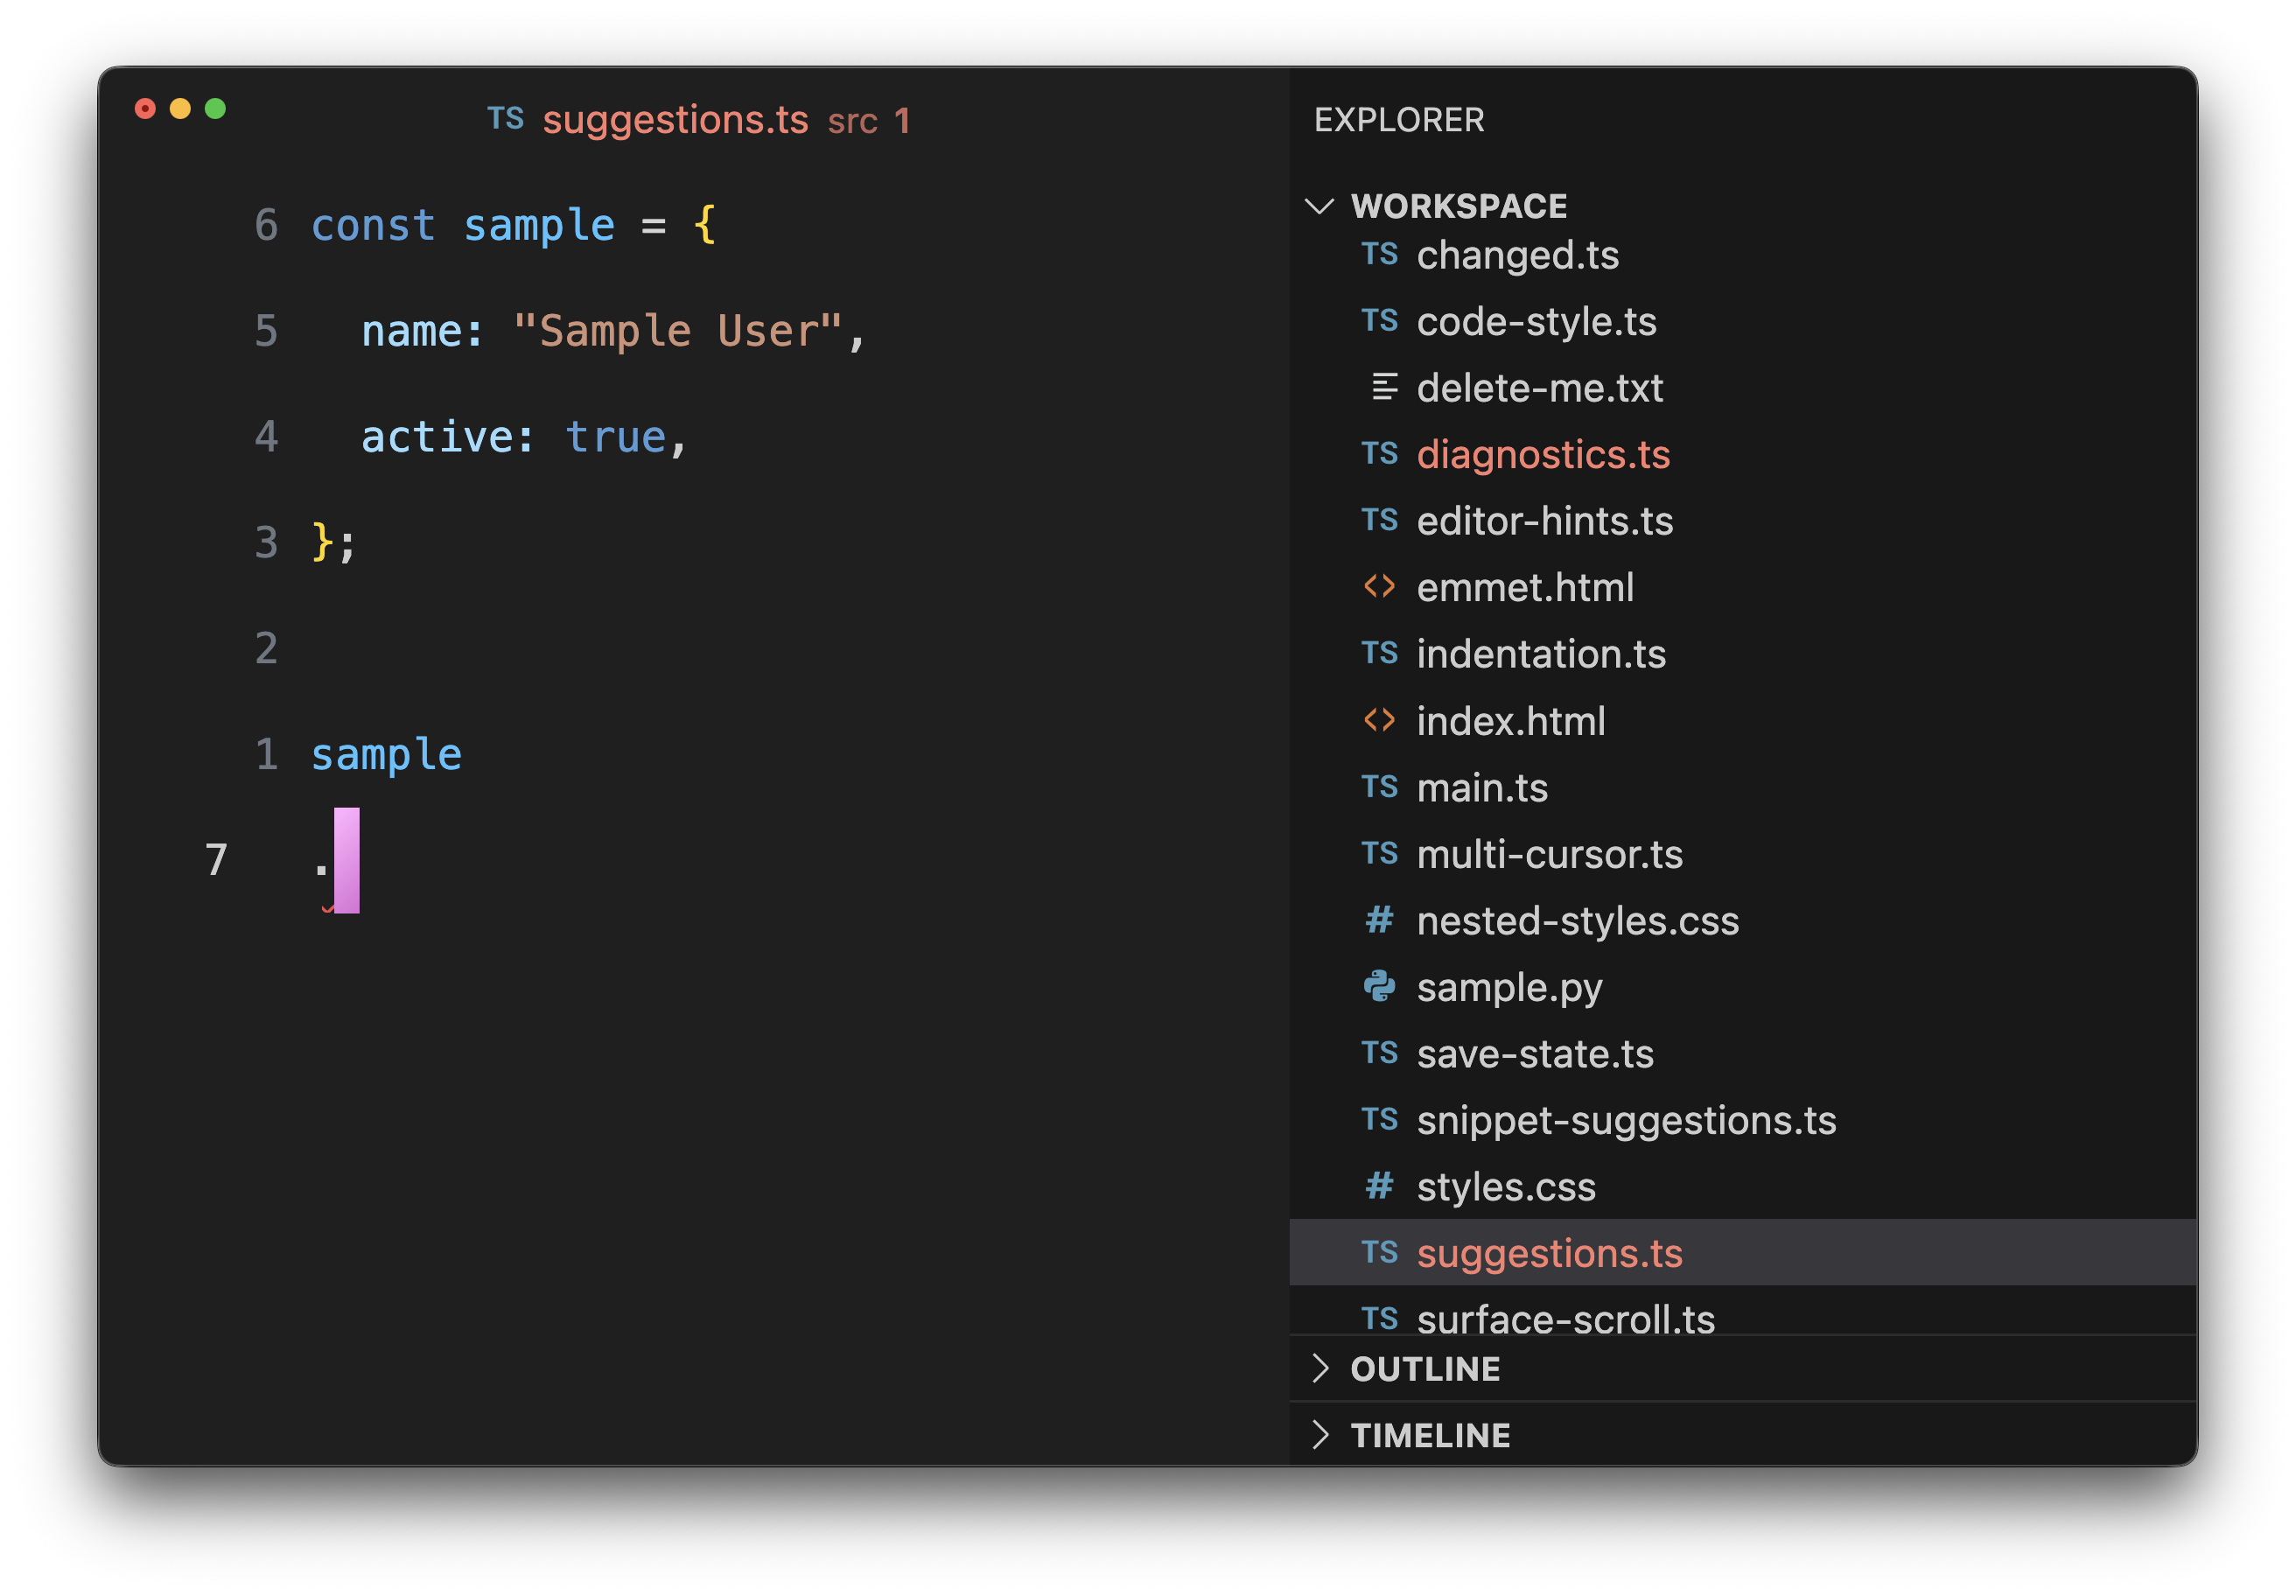 TS suggestions.ts src 1
6 const sample = {
5 name: "Sample User",
4 active: true,
3 };
2
1 sample
7 .
EXPLORER
WORKSPACE
TS changed.ts
TS code-style.ts
delete-me.txt
TS diagnostics.ts
TS editor-hints.ts
<> emmet.html
TS indentation.ts
<> index.html
TS main.ts
TS multi-cursor.ts
# nested-styles.css
sample.py
TS save-state.ts
TS snippet-suggestions.ts
# styles.css
TS suggestions.ts
TS surface-scroll.ts
OUTLINE
TIMELINE